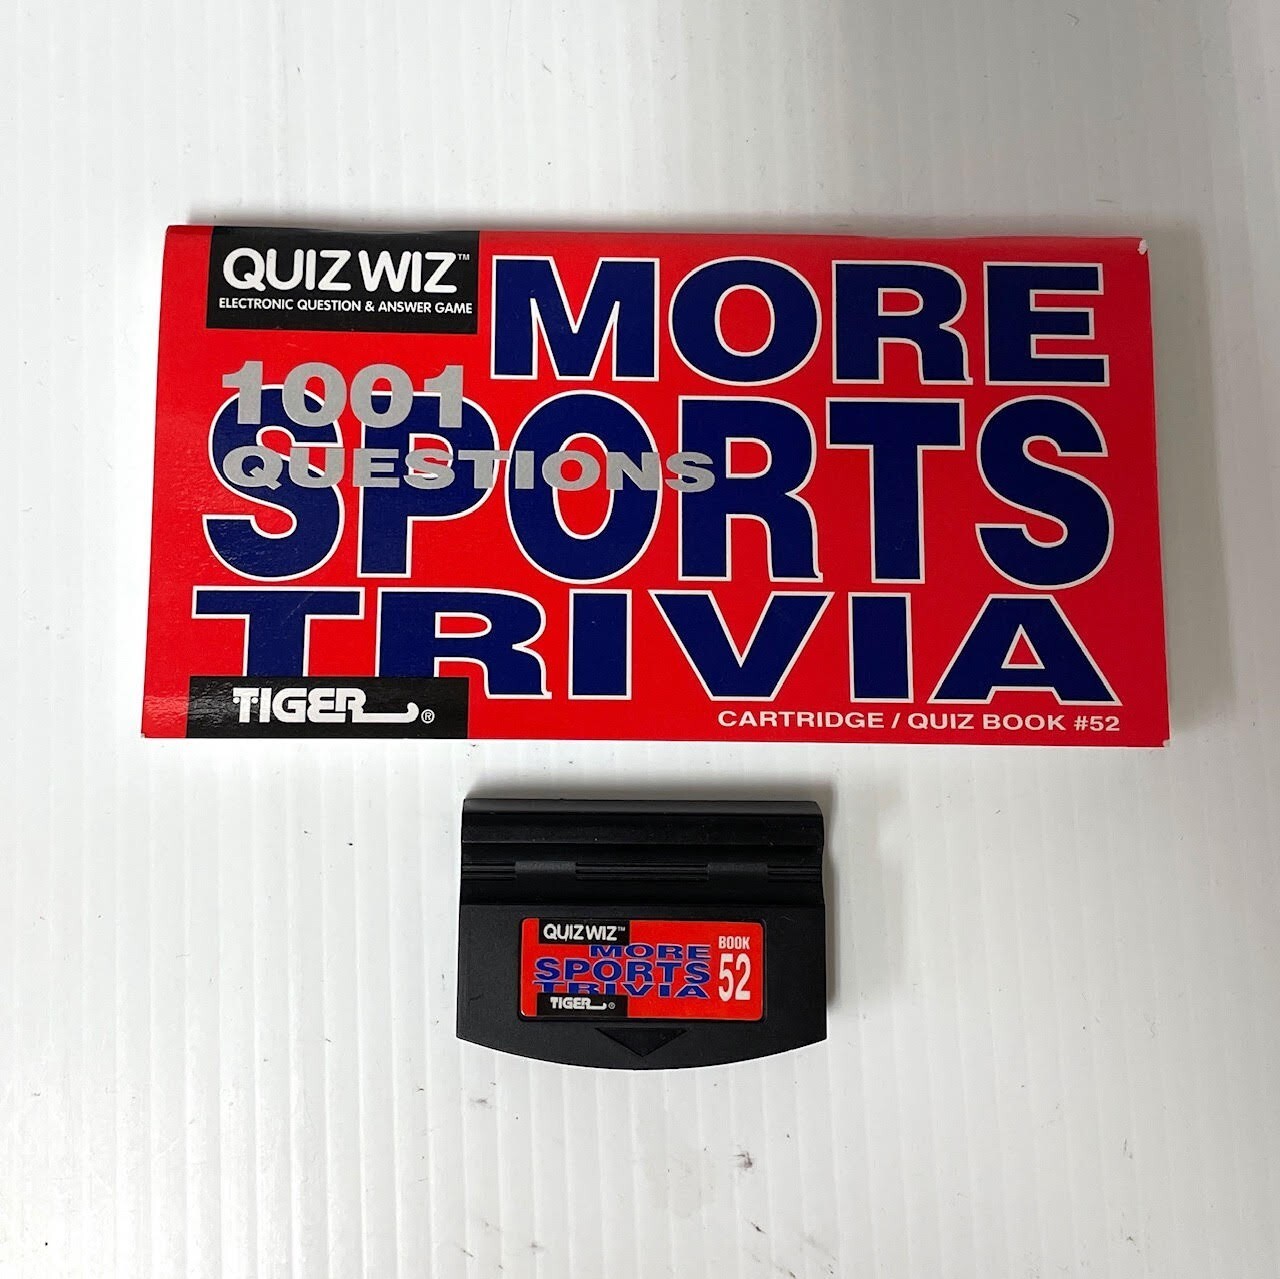 QUIZ WIZ™
ELECTRONIC QUESTION & ANSWER GAME
MORE
1001
QUESTIONS
SPORTS
TRIVIA
TIGER®
CARTRIDGE / QUIZ BOOK #52
QUIZ WIZ™
MORE
SPORTS
TRIVIA
BOOK
52
TIGER®